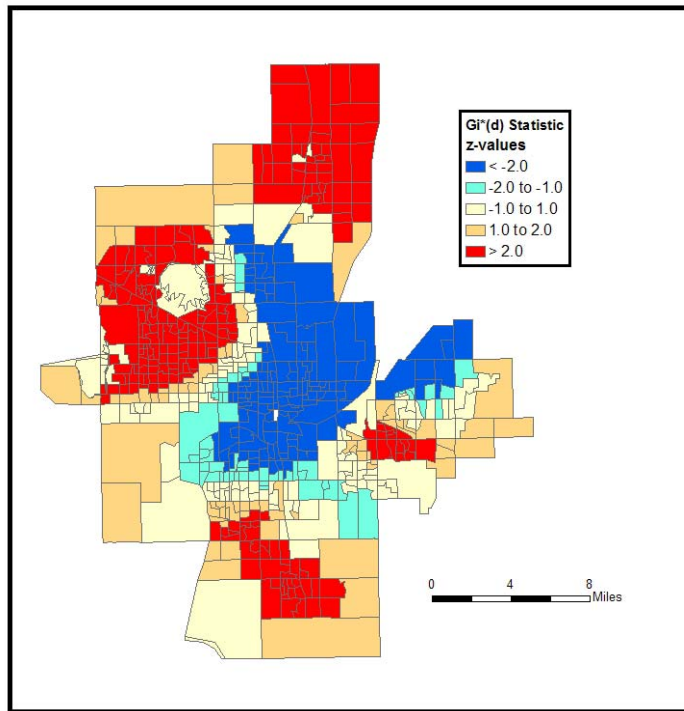 Gi*(d) Statistic
z-values
< -2.0
-2.0 to -1.0
-1.0 to 1.0
1.0 to 2.0
> 2.0
0 4 8
Miles